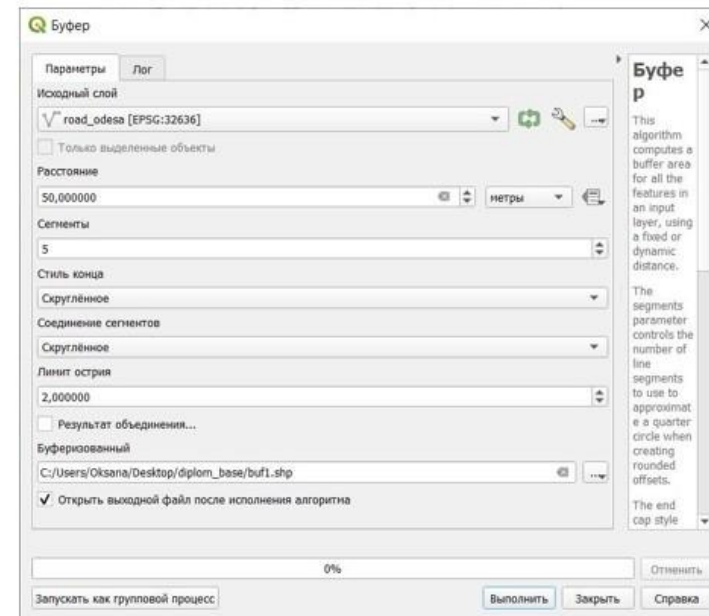 Буфер
Параметры
Лог
Исходный слой
road_odesa [EPSG:32636]
Только выделенные объекты
Расстояние
50,000000
метры
Сегменты
5
Стиль конца
Скруглённое
Соединение сегментов
Скруглённое
Лимит острия
2,000000
Результат объединения...
Буферизованный
C:/Users/Oksana/Desktop/diplom_base/buf1.shp
Открыть выходной файл после исполнения алгоритма
Буфе
р
This
algorithm
computes a
buffer area
for all the
features in
an input
layer, using
a fixed or
dynamic
distance.
The
segments
parameter
controls the
number of
line
segments
to use to
approximat
e a quarter
circle when
creating
rounded
offsets.
The end
cap style
0%
Отменить
Запускать как групповой процесс
Выполнить
Закрыть
Справка